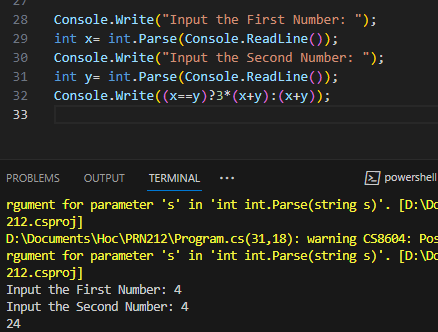 28 Console.Write("Input the First Number: ");
29 int x= int.Parse(Console.ReadLine());
30 Console.Write("Input the Second Number: ");
31 int y= int.Parse(Console.ReadLine());
32 Console.Write((x==y)?3*(x+y):(x+y));
33
PROBLEMS OUTPUT TERMINAL ··· powershell
rgument for parameter 's' in 'int int.Parse(string s)'. [D:\Do
212.csproj]
D:\Documents\Hoc\PRN212\Program.cs(31,18): warning CS8604: Pos
rgument for parameter 's' in 'int int.Parse(string s)'. [D:\Do
212.csproj]
Input the First Number: 4
Input the Second Number: 4
24